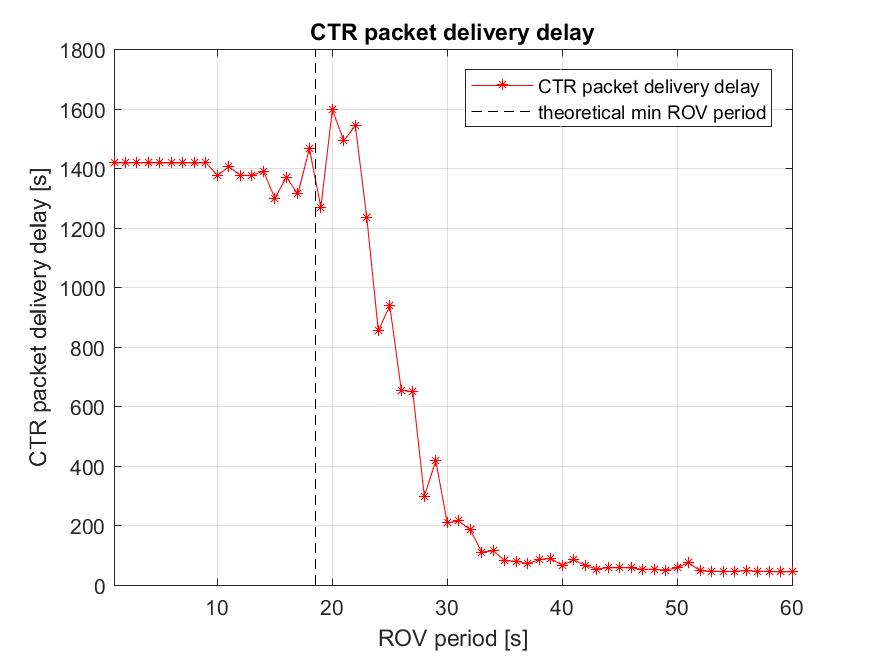 CTR packet delivery delay
1800
1600
1400
1200
1000
800
600
400
200
0
CTR packet delivery delay [s]
CTR packet delivery delay
theoretical min ROV period
10 20 30 40 50 60
ROV period [s]